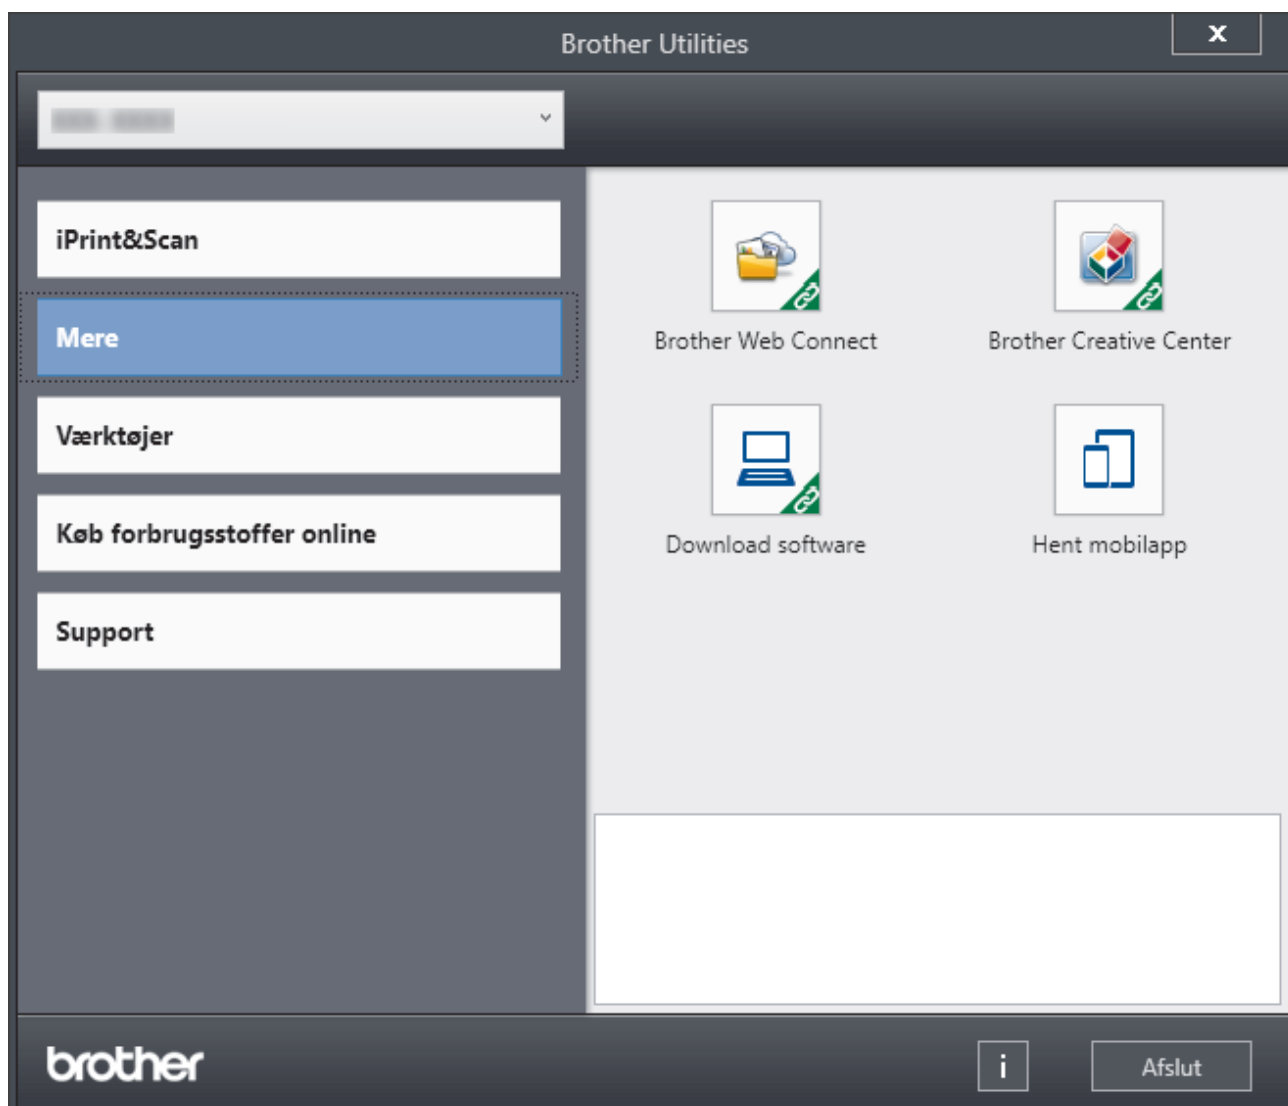 Brother Utilities
x
iPrint&Scan
Mere
Værktøjer
Køb forbrugsstoffer online
Support
Brother Web Connect
Brother Creative Center
Download software
Hent mobilapp
brother
i
Afslut